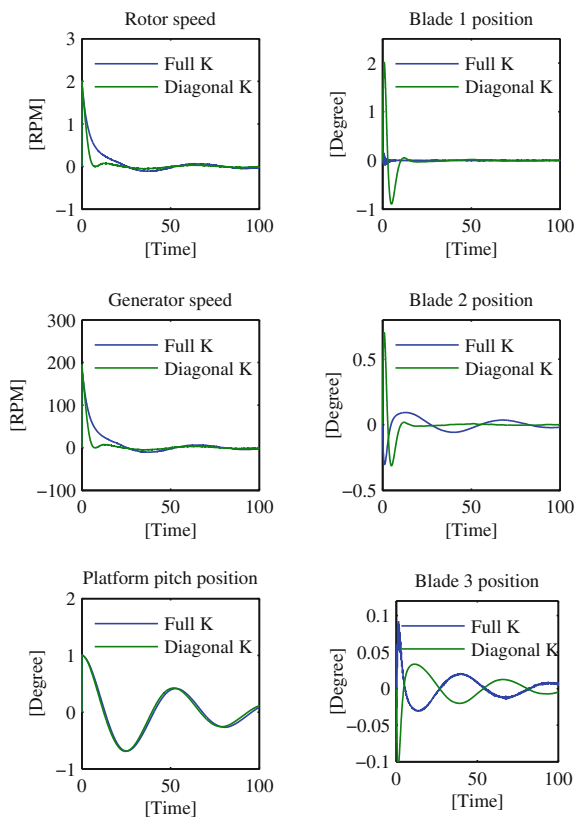 Rotor speed
3
2
1
0
−1
[RPM]
Full K
Diagonal K
0
50
100
[Time]
Blade 1 position
2
1
0
−1
[Degree]
Full K
Diagonal K
0
50
100
[Time]
Generator speed
300
200
100
0
−100
[RPM]
Full K
Diagonal K
0
50
100
[Time]
Blade 2 position
0.5
0
−0.5
[Degree]
Full K
Diagonal K
0
50
100
[Time]
Platform pitch position
2
1
0
−1
[Degree]
Full K
Diagonal K
0
50
100
[Time]
Blade 3 position
0.1
0.05
0
−0.05
−0.1
[Degree]
Full K
Diagonal K
0
50
100
[Time]